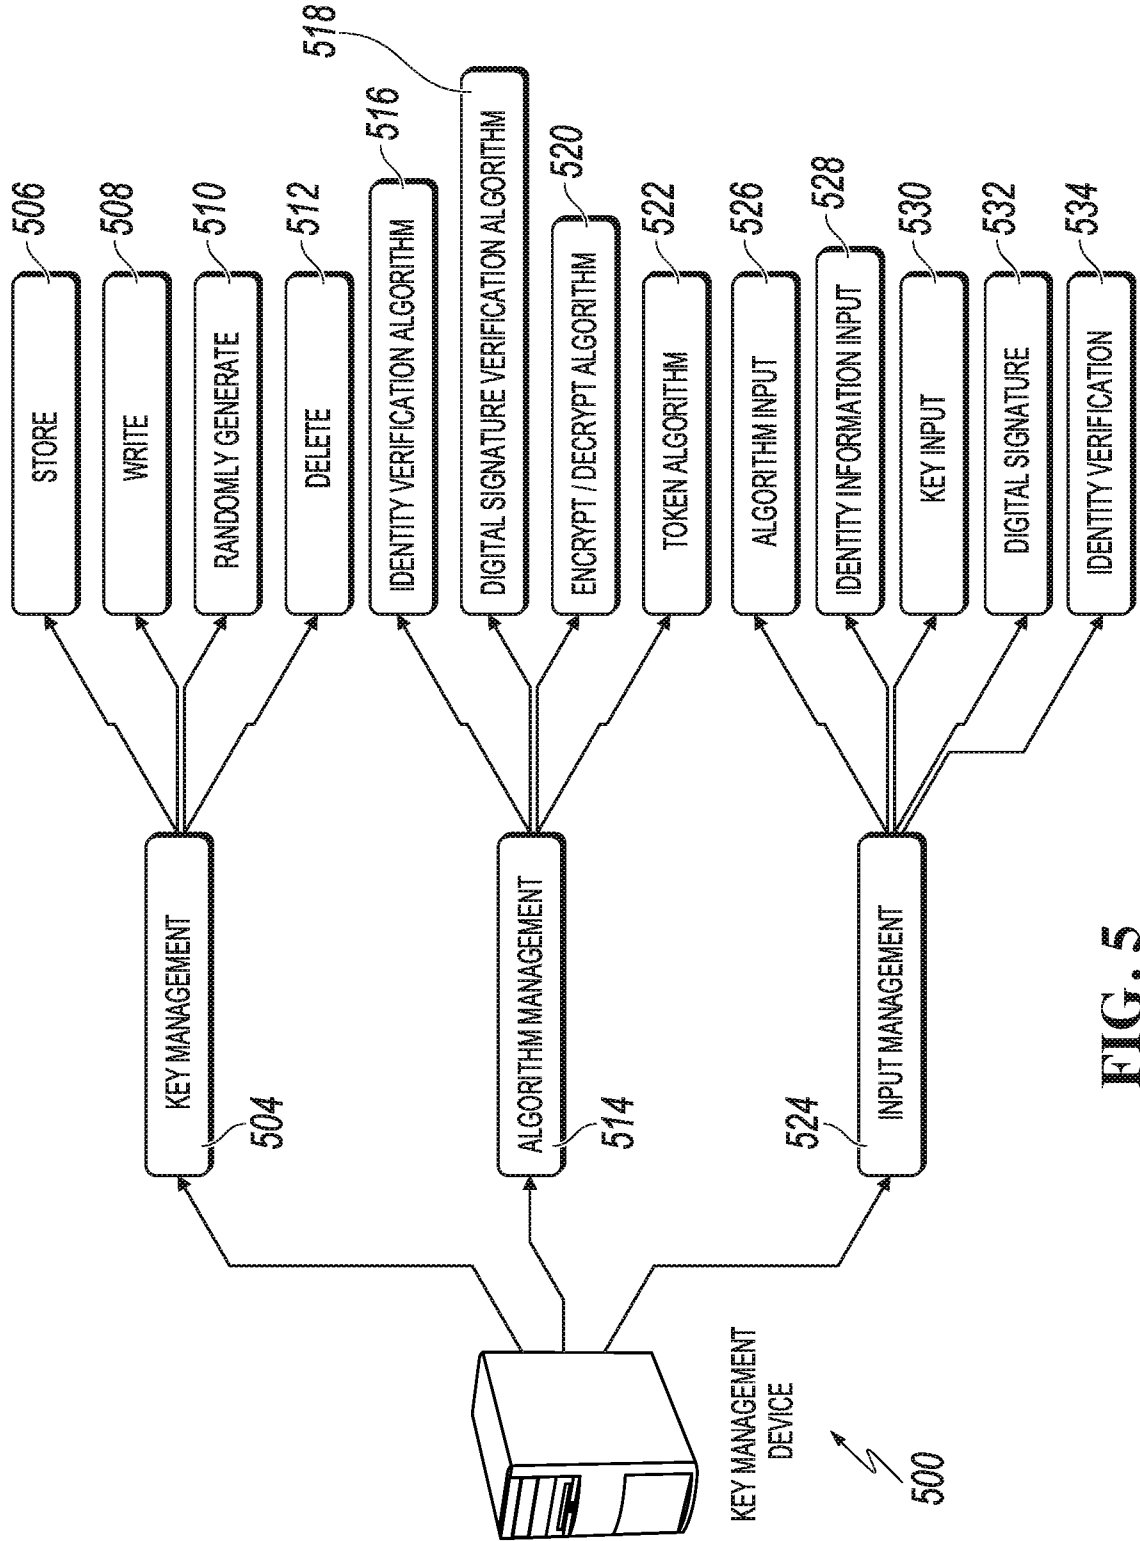 KEY MANAGEMENT
DEVICE
500
KEY MANAGEMENT
504
STORE
506
WRITE
508
RANDOMLY GENERATE
510
DELETE
512
ALGORITHM MANAGEMENT
514
IDENTITY VERIFICATION ALGORITHM
516
DIGITAL SIGNATURE VERIFICATION ALGORITHM
518
ENCRYPT / DECRYPT ALGORITHM
520
TOKEN ALGORITHM
522
INPUT MANAGEMENT
524
ALGORITHM INPUT
526
IDENTITY INFORMATION INPUT
528
KEY INPUT
530
DIGITAL SIGNATURE
532
IDENTITY VERIFICATION
534
FIG. 5